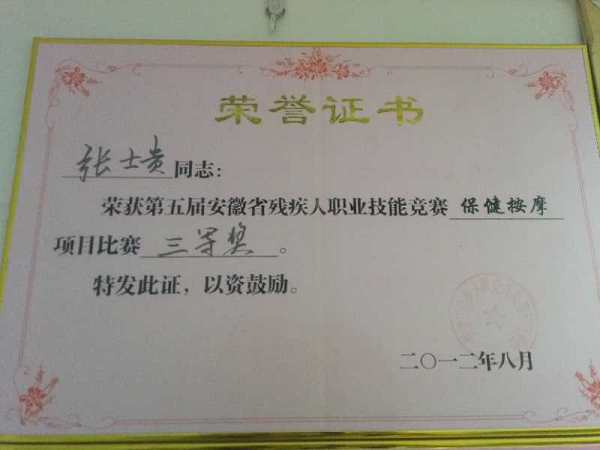 荣誉证书
张士贵同志:
荣获第五届安徽省残疾人职业技能竞赛保健按摩
项目比赛三等奖。
特发此证，以资鼓励。
二〇一二年八月